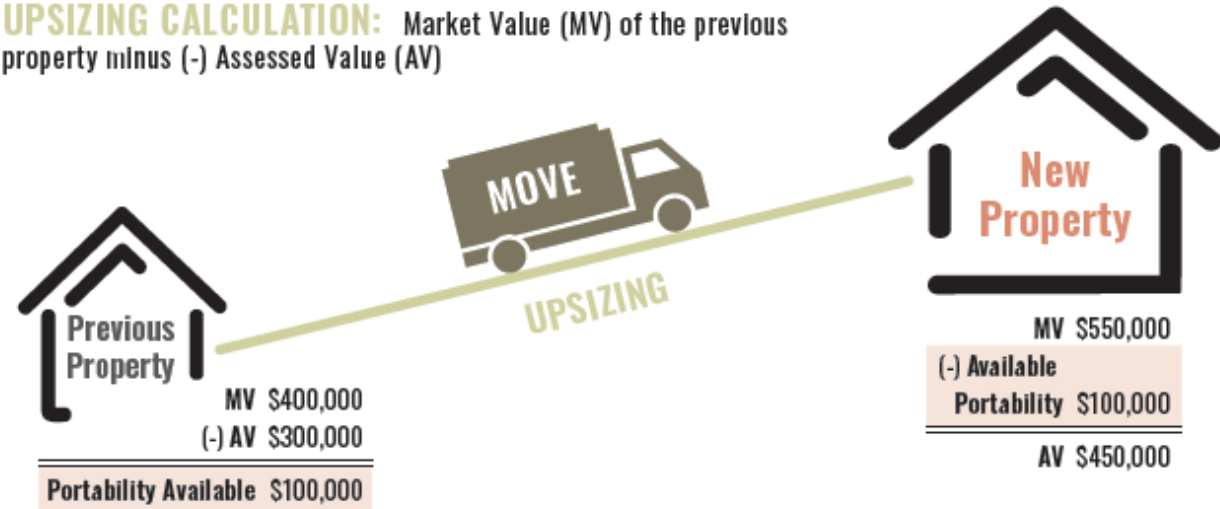 UPSIZING CALCULATION: Market Value (MV) of the previous
property minus (-) Assessed Value (AV)
MOVE
UPSIZING
Previous
Property
MV $400,000
(-) AV $300,000
Portability Available $100,000
New
Property
MV $550,000
(-) Available
Portability $100,000
AV $450,000